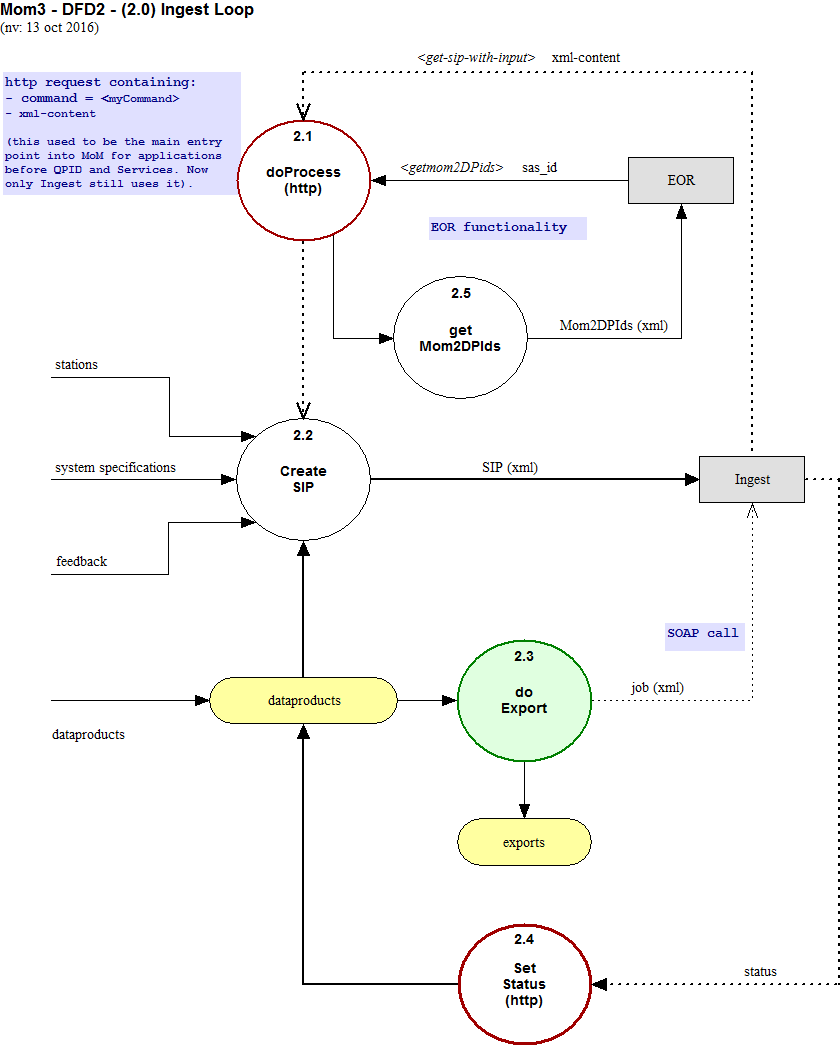 Mom3 - DFD2 - (2.0) Ingest Loop
(nv: 13 oct 2016)
<get-sip-with-input> xml-content
http request containing:
- command = <myCommand>
- xml-content
(this used to be the main entry
point into MoM for applications
before QPID and Services. Now
only Ingest still uses it).
2.1
doProcess
(http)
<getmom2DPids> sas_id
EOR
EOR functionality
2.5
get
Mom2DPIds
Mom2DPIds (xml)
stations
2.2
Create
SIP
system specifications
SIP (xml)
Ingest
feedback
SOAP call
2.3
do
Export
job (xml)
dataproducts
dataproducts
exports
2.4
Set
Status
(http)
status